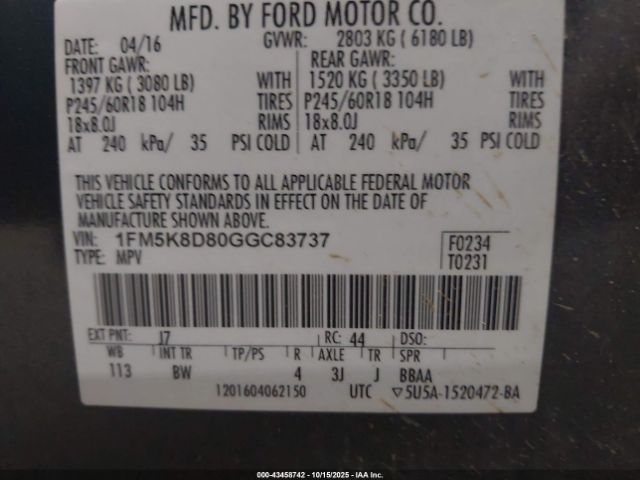 MFD. BY FORD MOTOR CO.
DATE: 04/16 GVWR: 2803 KG ( 6180 LB)
FRONT GAWR: REAR GAWR:
1397 KG ( 3080 LB) WITH 1520 KG ( 3350 LB) WITH
P245/60R18 104H TIRES P245/60R18 104H TIRES
18x8.0J RIMS 18x8.0J RIMS
AT 240 kPa/ 35 PSI COLD AT 240 kPa/ 35 PSI COLD
THIS VEHICLE CONFORMS TO ALL APPLICABLE FEDERAL MOTOR
VEHICLE SAFETY STANDARDS IN EFFECT ON THE DATE OF
MANUFACTURE SHOWN ABOVE.
VIN: 1FM5K8D80GGC83737 F0234
TYPE: MPV T0231
EXT PNT: J7 RC: 44 DSO:
WB INT TR TP/PS R AXLE TR SPR
113 BW 4 3J J BBAA
1201604062150 UTC ▽5U5A-1520472-BA
000-43458742 - 10/15/2025 - IAAI.com